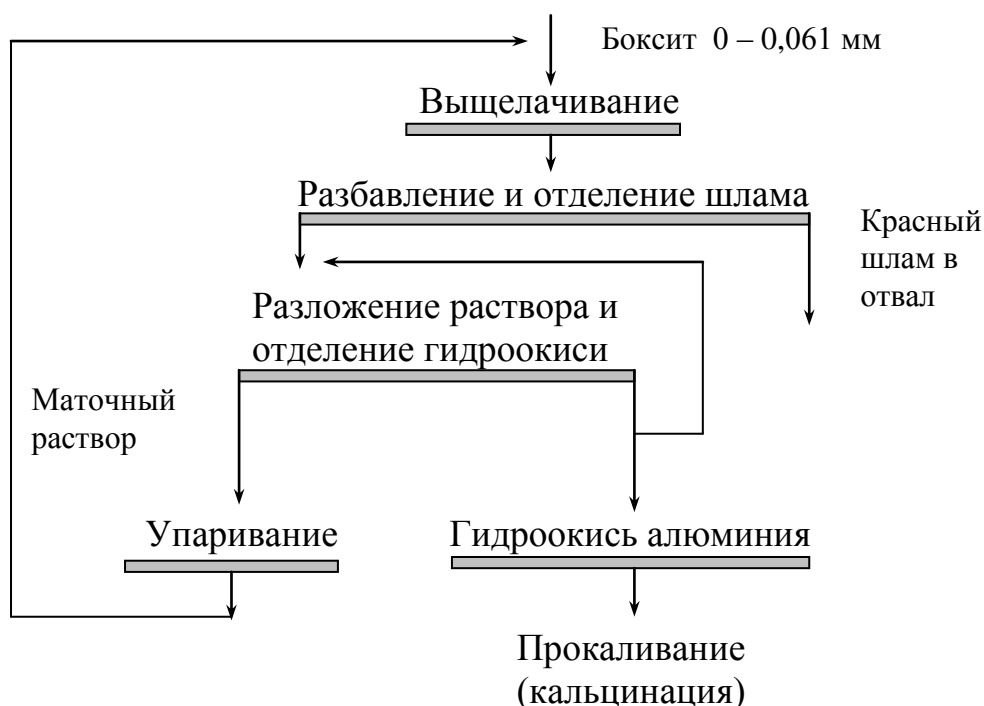 Боксит 0 – 0,061 мм
Выщелачивание
Разбавление и отделение шлама
Красный
шлам в
отвал
Разложение раствора и
отделение гидроокиси
Маточный
раствор
Упаривание
Гидроокись алюминия
Прокаливание
(кальцинация)